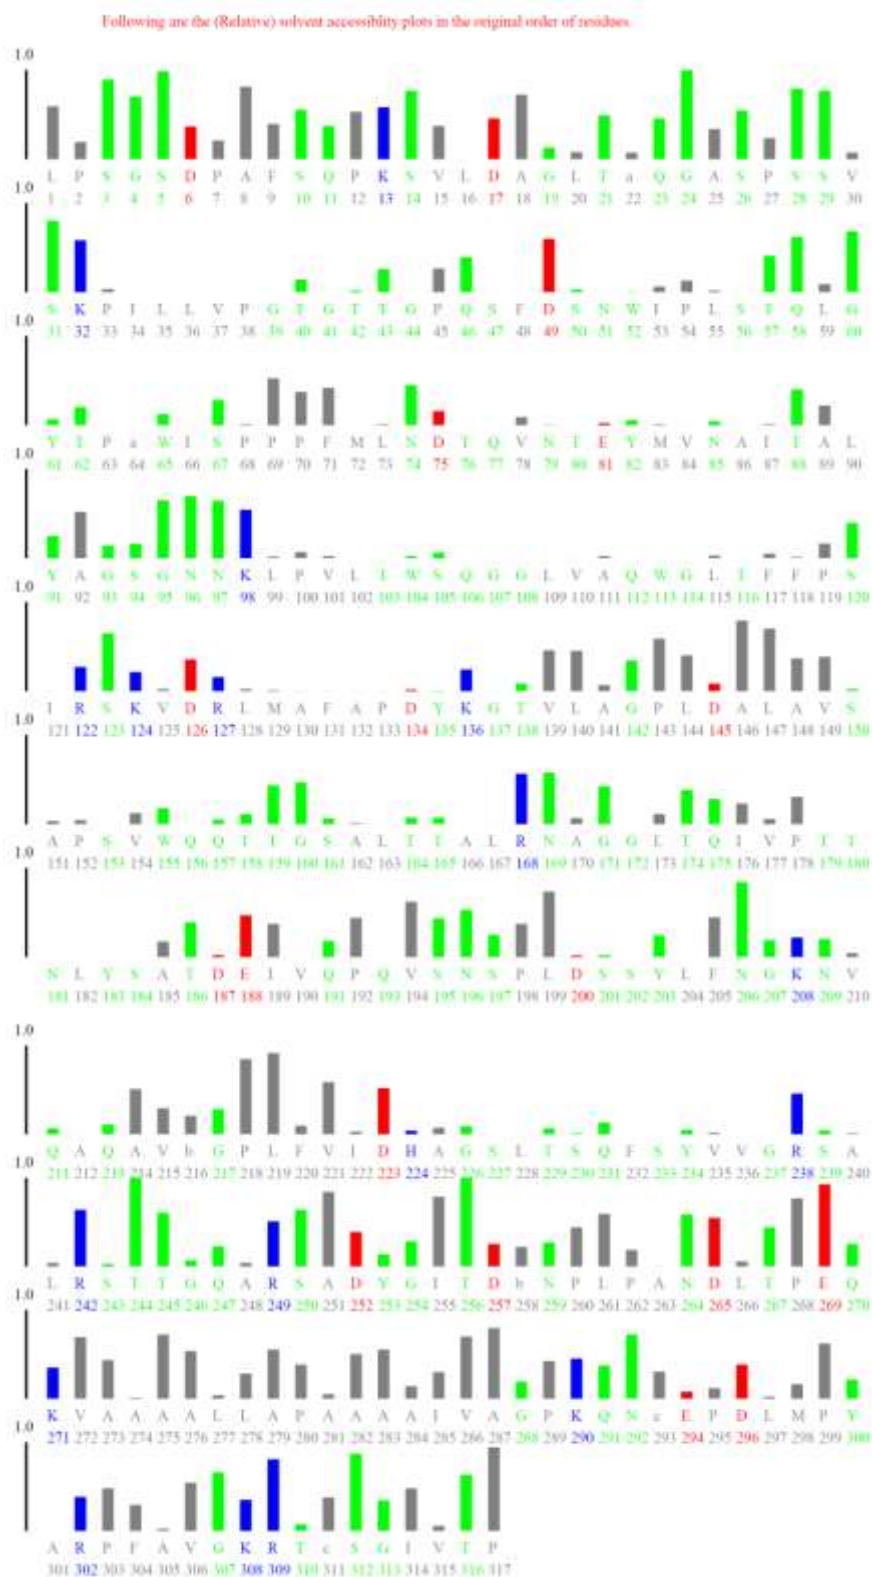 Following are the (Relative) solvent accessiblity plots in the original order of residues.
1.0
L P S G S D P A F S Q P K S V L D A G L T a Q G A S P S S V
1 2 3 4 5 6 7 8 9 10 11 12 13 14 15 16 17 18 19 20 21 22 23 24 25 26 27 28 29 30
1.0
S K P I L L V P G T G T T G P Q S F D S N W I P L S T Q L G
31 32 33 34 35 36 37 38 39 40 41 42 43 44 45 46 47 48 49 50 51 52 53 54 55 56 57 58 59 60
1.0
Y T P a W I S P P P F M L N D T Q V N T E Y M V N A I T A L
61 62 63 64 65 66 67 68 69 70 71 72 73 74 75 76 77 78 79 80 81 82 83 84 85 86 87 88 89 90
1.0
Y A G S G N N K L P V L T W S Q G G L V A Q W G L T F F P S
91 92 93 94 95 96 97 98 99 100 101 102 103 104 105 106 107 108 109 110 111 112 113 114 115 116 117 118 119 120
1.0
I R S K V D R L M A F A P D Y K G T V L A G P L D A L A V S
121 122 123 124 125 126 127 128 129 130 131 132 133 134 135 136 137 138 139 140 141 142 143 144 145 146 147 148 149 150
1.0
A P S V W Q Q T T G S A L T T A L R N A G G L T Q I V P T T
151 152 153 154 155 156 157 158 159 160 161 162 163 164 165 166 167 168 169 170 171 172 173 174 175 176 177 178 179 180
1.0
N L Y S A T D E I V Q P Q V S N S P L D S S Y L F N G K N V
181 182 183 184 185 186 187 188 189 190 191 192 193 194 195 196 197 198 199 200 201 202 203 204 205 206 207 208 209 210
1.0
Q A Q A V b G P L F V I D H A G S L T S Q F S Y V V G R S A
211 212 213 214 215 216 217 218 219 220 221 222 223 224 225 226 227 228 229 230 231 232 233 234 235 236 237 238 239 240
1.0
L R S T T G Q A R S A D Y G I T D b N P L P A N D L T P E Q
241 242 243 244 245 246 247 248 249 250 251 252 253 254 255 256 257 258 259 260 261 262 263 264 265 266 267 268 269 270
1.0
K V A A A A L L A P A A A A I V A G P K Q N c E P D L M P Y
271 272 273 274 275 276 277 278 279 280 281 282 283 284 285 286 287 288 289 290 291 292 293 294 295 296 297 298 299 300
1.0
A R P F A V G K R T c S G I V T P
301 302 303 304 305 306 307 308 309 310 311 312 313 314 315 316 317